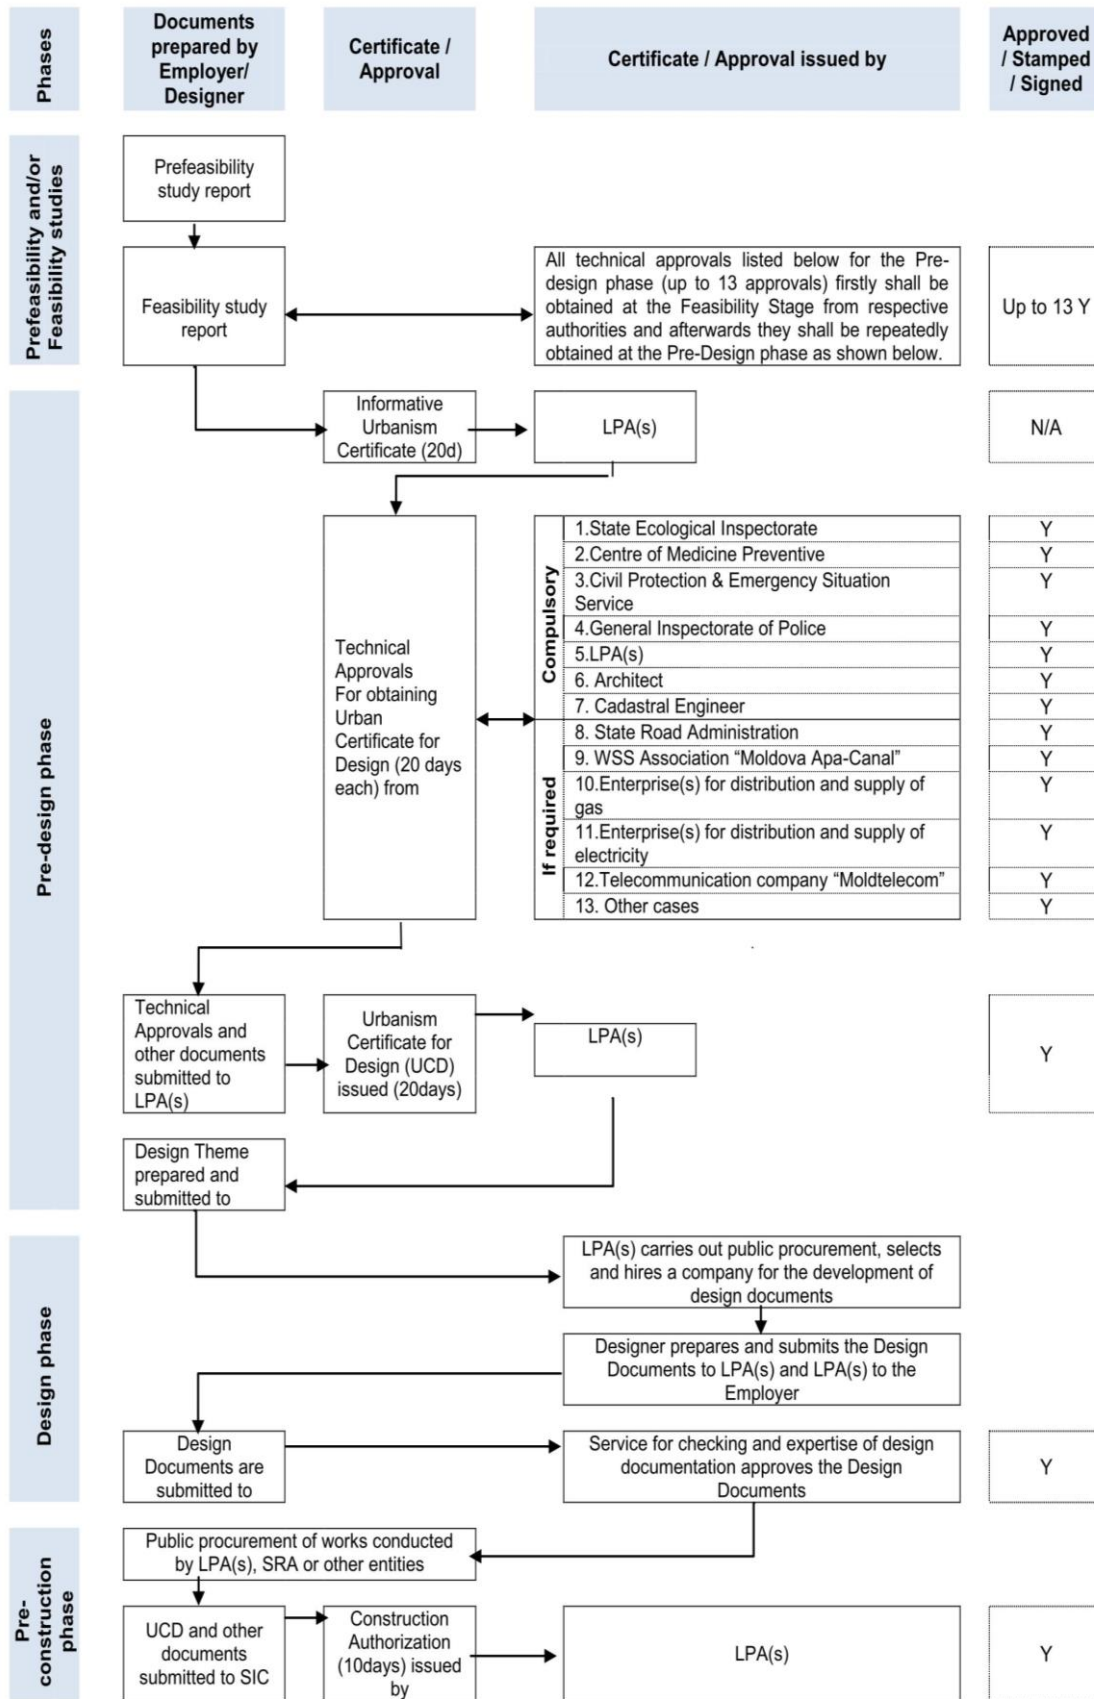 Phases
Documents
prepared by
Employer/
Designer
Certificate /
Approval
Certificate / Approval issued by
Approved
/ Stamped
/ Signed
Prefeasibility and/or
Feasibility studies
Prefeasibility
study report
Feasibility study
report
All technical approvals listed below for the Pre-
design phase (up to 13 approvals) firstly shall be
obtained at the Feasibility Stage from respective
authorities and afterwards they shall be repeatedly
obtained at the Pre-Design phase as shown below.
Up to 13 Y
Pre-design phase
Informative
Urbanism
Certificate (20d)
LPA(s)
N/A
Technical
Approvals
For obtaining
Urban
Certificate for
Design (20 days
each) from
Compulsory
1.State Ecological Inspectorate
Y
2.Centre of Medicine Preventive
Y
3.Civil Protection & Emergency Situation
Service
Y
4.General Inspectorate of Police
Y
5.LPA(s)
Y
6. Architect
Y
7. Cadastral Engineer
Y
If required
8. State Road Administration
Y
9. WSS Association “Moldova Apa-Canal”
Y
10.Enterprise(s) for distribution and supply of
gas
Y
11.Enterprise(s) for distribution and supply of
electricity
Y
12.Telecommunication company “Moldtelecom”
Y
13. Other cases
Y
Technical
Approvals and
other documents
submitted to
LPA(s)
Urbanism
Certificate for
Design (UCD)
issued (20days)
LPA(s)
Y
Design Theme
prepared and
submitted to
Design phase
LPA(s) carries out public procurement, selects
and hires a company for the development of
design documents
Designer prepares and submits the Design
Documents to LPA(s) and LPA(s) to the
Employer
Design
Documents are
submitted to
Service for checking and expertise of design
documentation approves the Design
Documents
Y
Pre-
construction
phase
Public procurement of works conducted
by LPA(s), SRA or other entities
UCD and other
documents
submitted to SIC
Construction
Authorization
(10days) issued
by
LPA(s)
Y